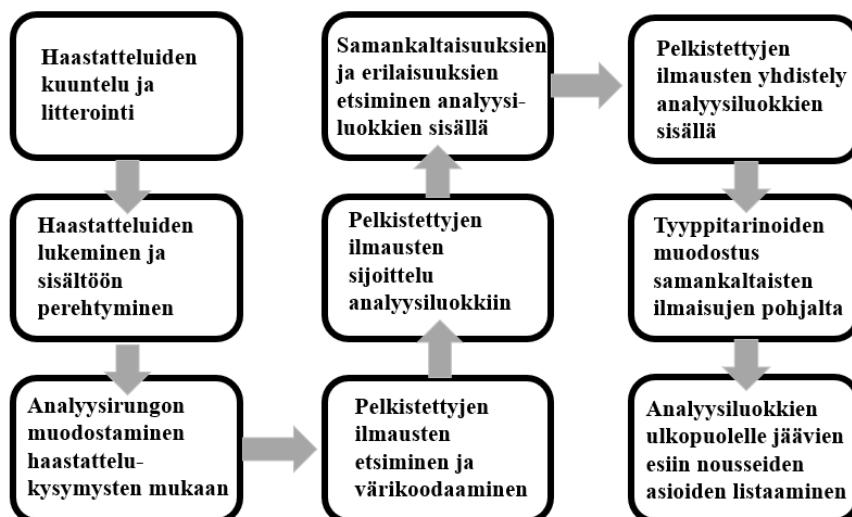 Haastatteluiden
kuuntelu ja
litterointi
Haastatteluiden
lukeminen ja
sisältöön
perehtyminen
Analyysirungon
muodostaminen
haastattelu-
kysymysten mukaan
Pelkistettyjen
ilmausten
etsiminen ja
värikoodaaminen
Pelkistettyjen
ilmausten
sijoittelu
analyysiluokkiin
Samankaltaisuuksien
ja erilaisuuksien
etsiminen analyysi-
luokkien sisällä
Pelkistettyjen
ilmausten yhdistely
analyysiluokkien
sisällä
Tyyppitarinoiden
muodostus
samankaltaisten
ilmaisujen pohjalta
Analyysiluokkien
ulkopuolelle jäävien
esiin nousseiden
asioiden listaaminen